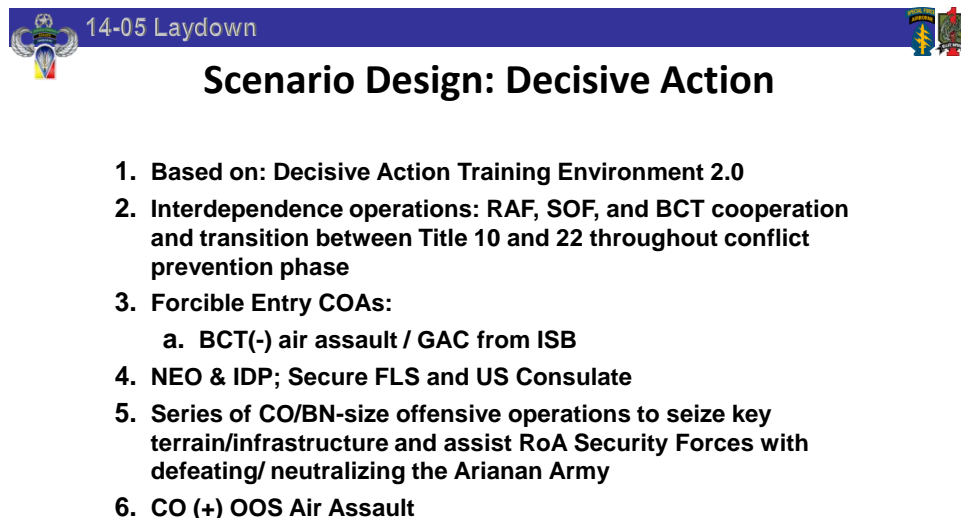 14-05 Laydown
Scenario Design: Decisive Action
1. Based on: Decisive Action Training Environment 2.0
2. Interdependence operations: RAF, SOF, and BCT cooperation
and transition between Title 10 and 22 throughout conflict
prevention phase
3. Forcible Entry COAs:
a. BCT(-) air assault / GAC from ISB
4. NEO & IDP; Secure FLS and US Consulate
5. Series of CO/BN-size offensive operations to seize key
terrain/infrastructure and assist RoA Security Forces with
defeating/ neutralizing the Arianan Army
6. CO (+) OOS Air Assault
SPECIAL FORCES
AIRBORNE